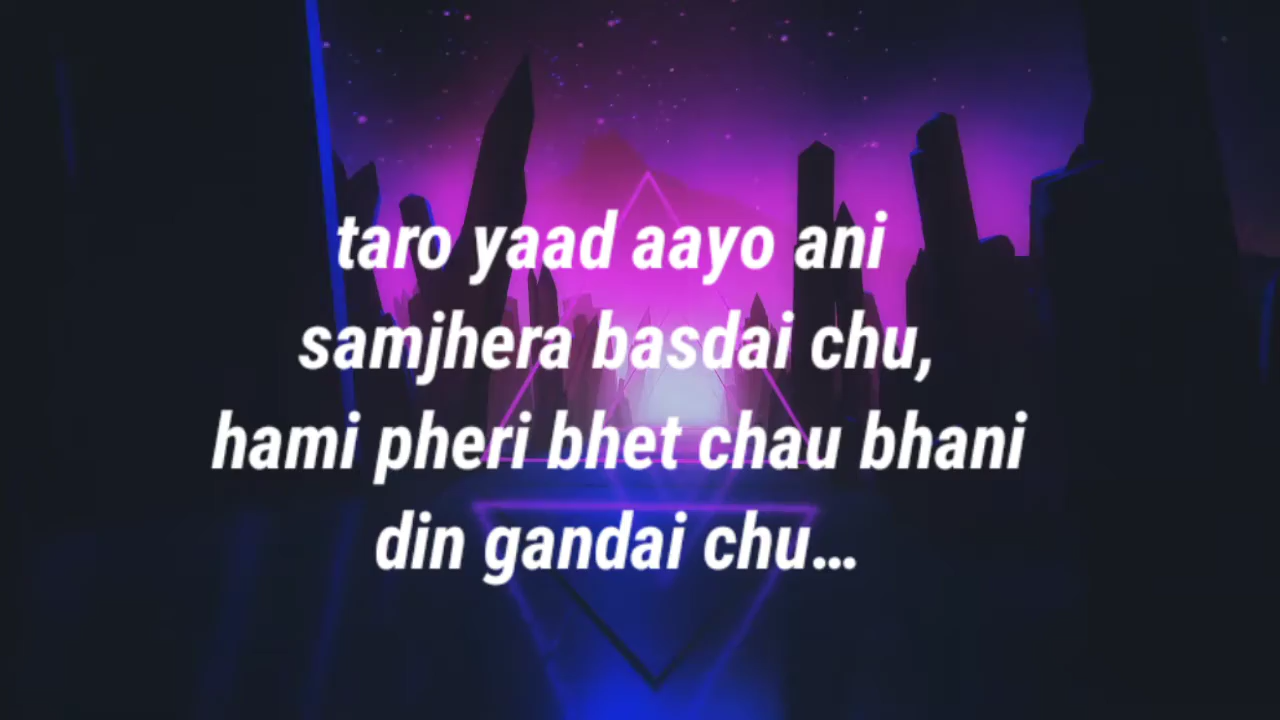 taro yaad aayo ani
samjhera basdai chu,
hami pheri bhet chau bhani
din gandai chu...